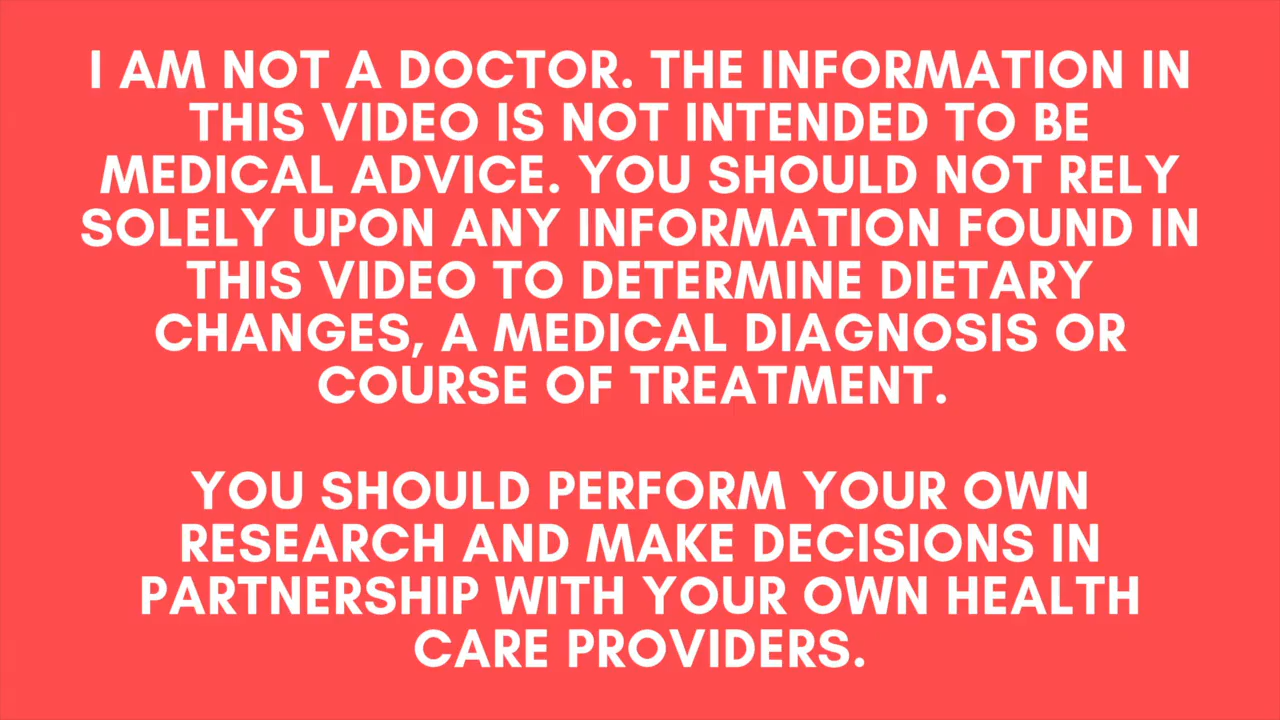 I AM NOT A DOCTOR. THE INFORMATION IN
THIS VIDEO IS NOT INTENDED TO BE
MEDICAL ADVICE. YOU SHOULD NOT RELY
SOLELY UPON ANY INFORMATION FOUND IN
THIS VIDEO TO DETERMINE DIETARY
CHANGES, A MEDICAL DIAGNOSIS OR
COURSE OF TREATMENT.
YOU SHOULD PERFORM YOUR OWN
RESEARCH AND MAKE DECISIONS IN
PARTNERSHIP WITH YOUR OWN HEALTH
CARE PROVIDERS.